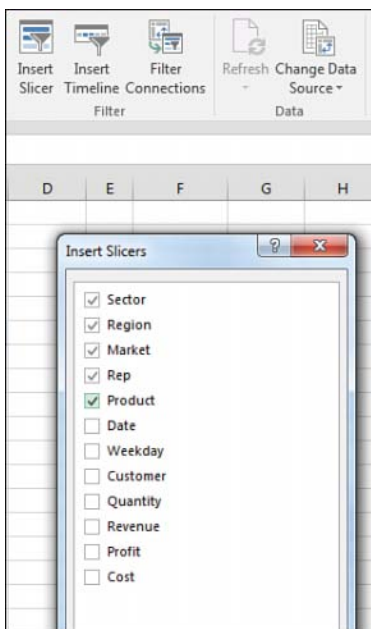 Insert Insert Filter Refresh Change Data
Slicer Timeline Connections Source
Filter Data
D E F G H
Insert Slicers
Sector
Region
Market
Rep
Product
Date
Weekday
Customer
Quantity
Revenue
Profit
Cost